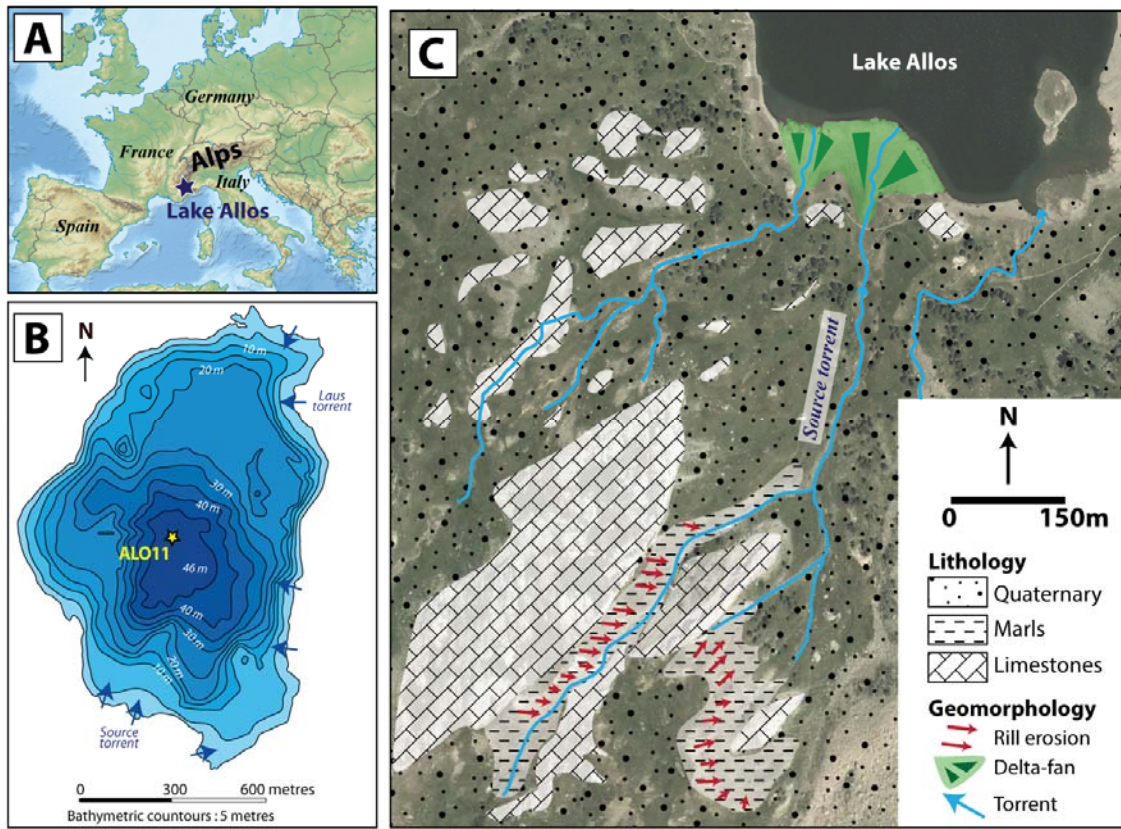 A
Germany
France
Alps
Italy
Lake Allos
Spain
B
N
10 m
20 m
Laus
torrent
30 m
40 m
ALO11
46 m
40 m
30 m
20 m
10 m
Source
torrent
0 300 600 metres
Bathymetric countours : 5 metres
C
Lake Allos
Source torrent
N
0 150m
Lithology
Quaternary
Marls
Limestones
Geomorphology
Rill erosion
Delta-fan
Torrent